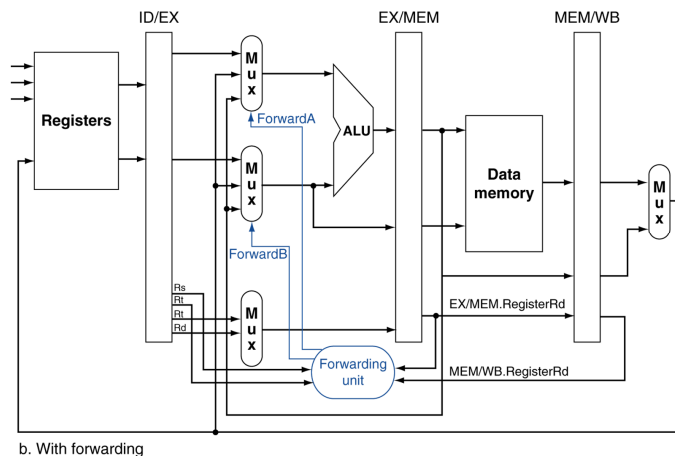 ID/EX
EX/MEM
MEM/WB
Registers
M
u
x
ForwardA
ALU
M
u
x
ForwardB
Data
memory
M
u
x
Rs
Rt
Rt
Rd
M
u
x
EX/MEM.RegisterRd
Forwarding
unit
MEM/WB.RegisterRd
b. With forwarding